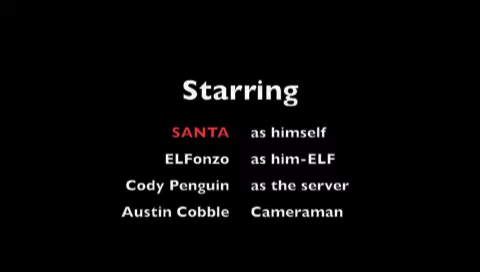 Starring
SANTA as himself
ELFonzo as him-ELF
Cody Penguin as the server
Austin Cobble Cameraman